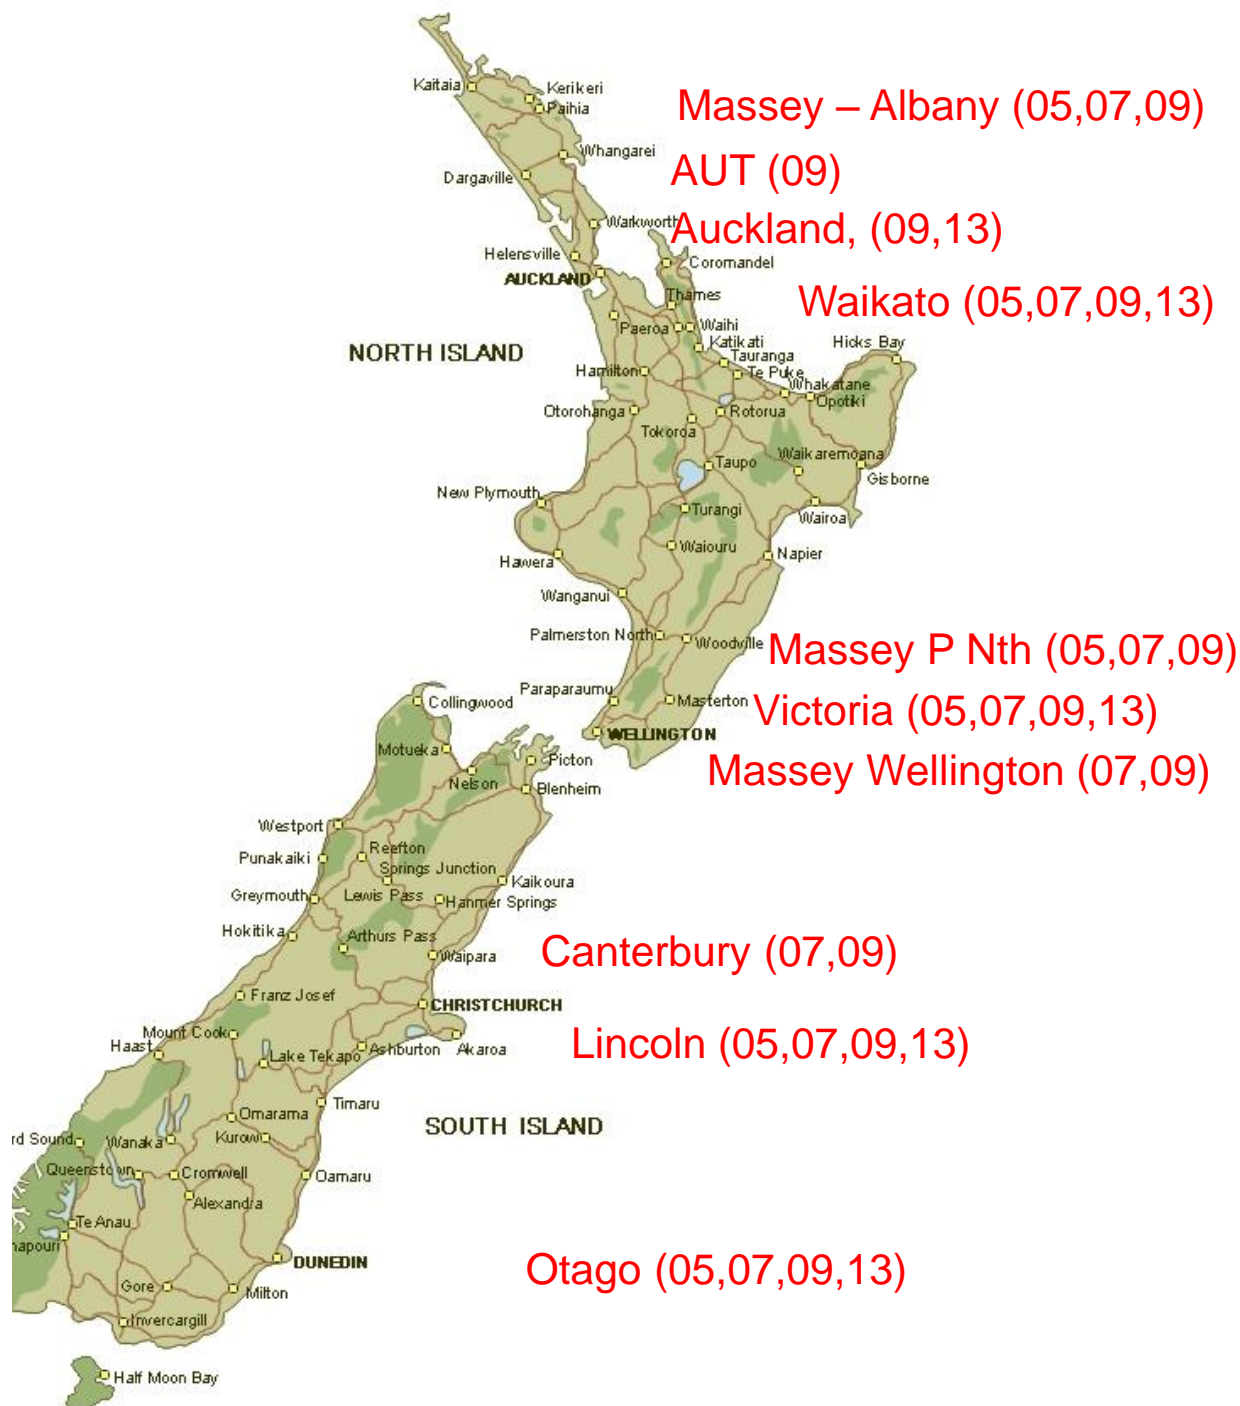 Kaitaia
Kerikeri
Paihia
Massey – Albany (05,07,09)
Whangarei
Dargaville
AUT (09)
Warkworth
Auckland, (09,13)
Helensville
Coromandel
AUCKLAND
Thames
Waikato (05,07,09,13)
Paeroa
Waihi
Katikati
Hicks Bay
NORTH ISLAND
Tauranga
Hamilton
Te Puke
Whakatane
Opotiki
Otorohanga
Rotorua
Tokoroa
Waikaremoana
Taupo
Gisborne
New Plymouth
Turangi
Wairoa
Waiouru
Napier
Hawera
Wanganui
Palmerston North
Woodville
Massey P Nth (05,07,09)
Paraparaumu
Masterton
Collingwood
Victoria (05,07,09,13)
WELLINGTON
Motueka
Picton
Massey Wellington (07,09)
Nelson
Blenheim
Westport
Reefton
Punakaiki
Springs Junction
Kaikoura
Greymouth
Lewis Pass
Hanmer Springs
Hokitika
Arthurs Pass
Waipara
Canterbury (07,09)
Franz Josef
CHRISTCHURCH
Mount Cook
Haast
Lake Tekapo
Ashburton
Akaroa
Lincoln (05,07,09,13)
Timaru
Omarama
SOUTH ISLAND
rd Sound
Wanaka
Kurow
Queenstown
Cromwell
Oamaru
Alexandra
Te Anau
napouri
DUNEDIN
Otago (05,07,09,13)
Gore
Milton
Invercargill
Half Moon Bay